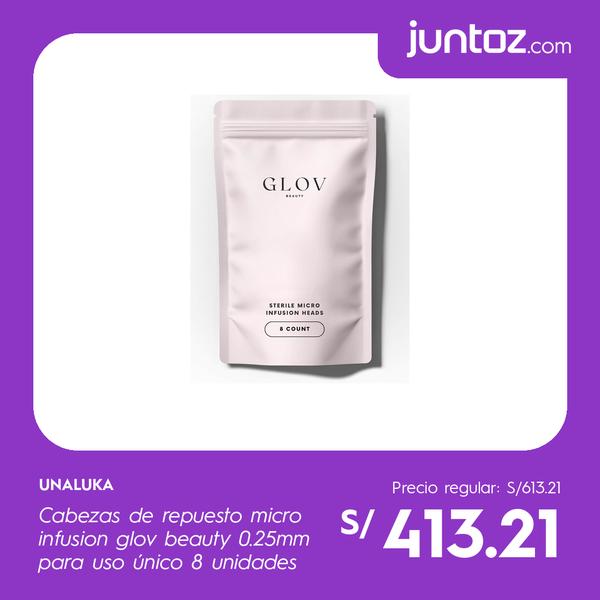 juntoz.com
GLOV
BEAUTY
STERILE MICRO
INFUSION HEADS
8 COUNT
UNALUKA
Cabezas de repuesto micro
infusion glov beauty 0.25mm
para uso único 8 unidades
Precio regular: S/613.21
S/413.21